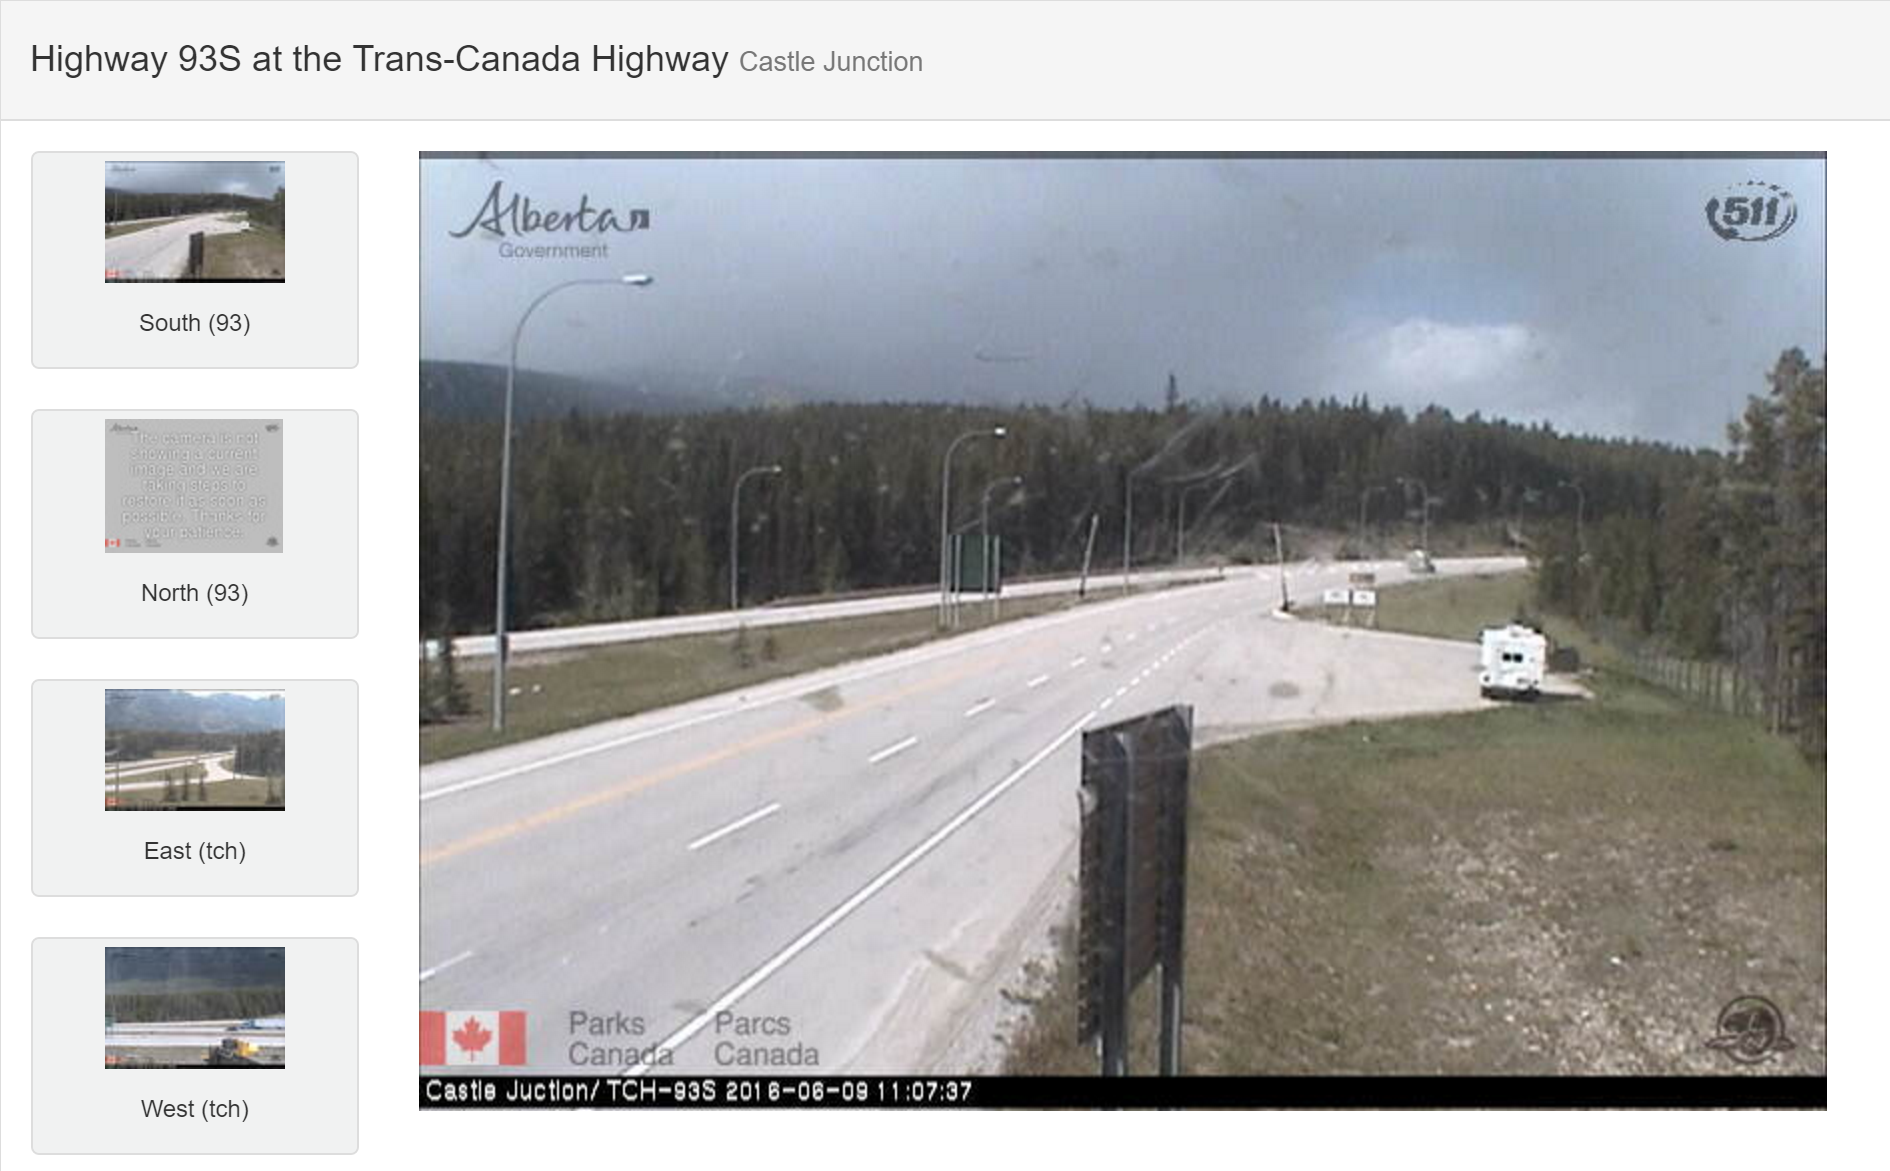 Highway 93S at the Trans-Canada Highway Castle Junction
South (93)
The camera is not
showing a current
image and we are
taking steps to
restore it as soon as
possible. Thanks for
your patience.
North (93)
East (tch)
West (tch)
Alberta
Government
511
Parks Parcs
Canada Canada
Castle Juction/ TCH-93S 2016-06-09 11:07:37